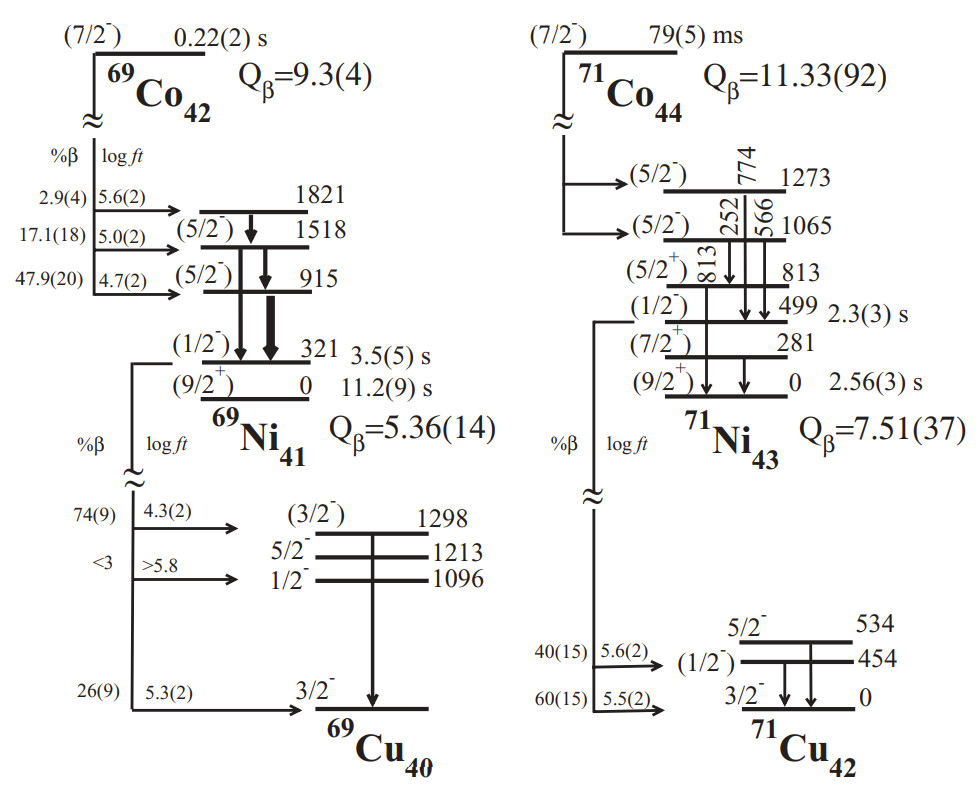 (7/2⁻) 0.22(2) s
⁶⁹Co₄₂ Qᵦ=9.3(4)
%β log ft
2.9(4) 5.6(2) 1821
17.1(18) 5.0(2) (5/2⁻) 1518
47.9(20) 4.7(2) (5/2⁻) 915
(1/2⁻) 321 3.5(5) s
(9/2⁺) 0 11.2(9) s
⁶⁹Ni₄₁ Qᵦ=5.36(14)
%β log ft
74(9) 4.3(2) (3/2⁻) 1298
5/2⁻ 1213
<3 >5.8 1/2⁻ 1096
26(9) 5.3(2) 3/2⁻
⁶⁹Cu₄₀
(7/2⁻) 79(5) ms
⁷¹Co₄₄ Qᵦ=11.33(92)
(5/2⁻) 774 1273
(5/2⁻) 252 566 1065
(5/2⁺) 813 813
(1/2⁻) 499 2.3(3) s
(7/2⁺) 281
(9/2⁺) 0 2.56(3) s
⁷¹Ni₄₃ Qᵦ=7.51(37)
%β log ft
5/2⁻ 534
40(15) 5.6(2) (1/2⁻) 454
60(15) 5.5(2) 3/2⁻ 0
⁷¹Cu₄₂